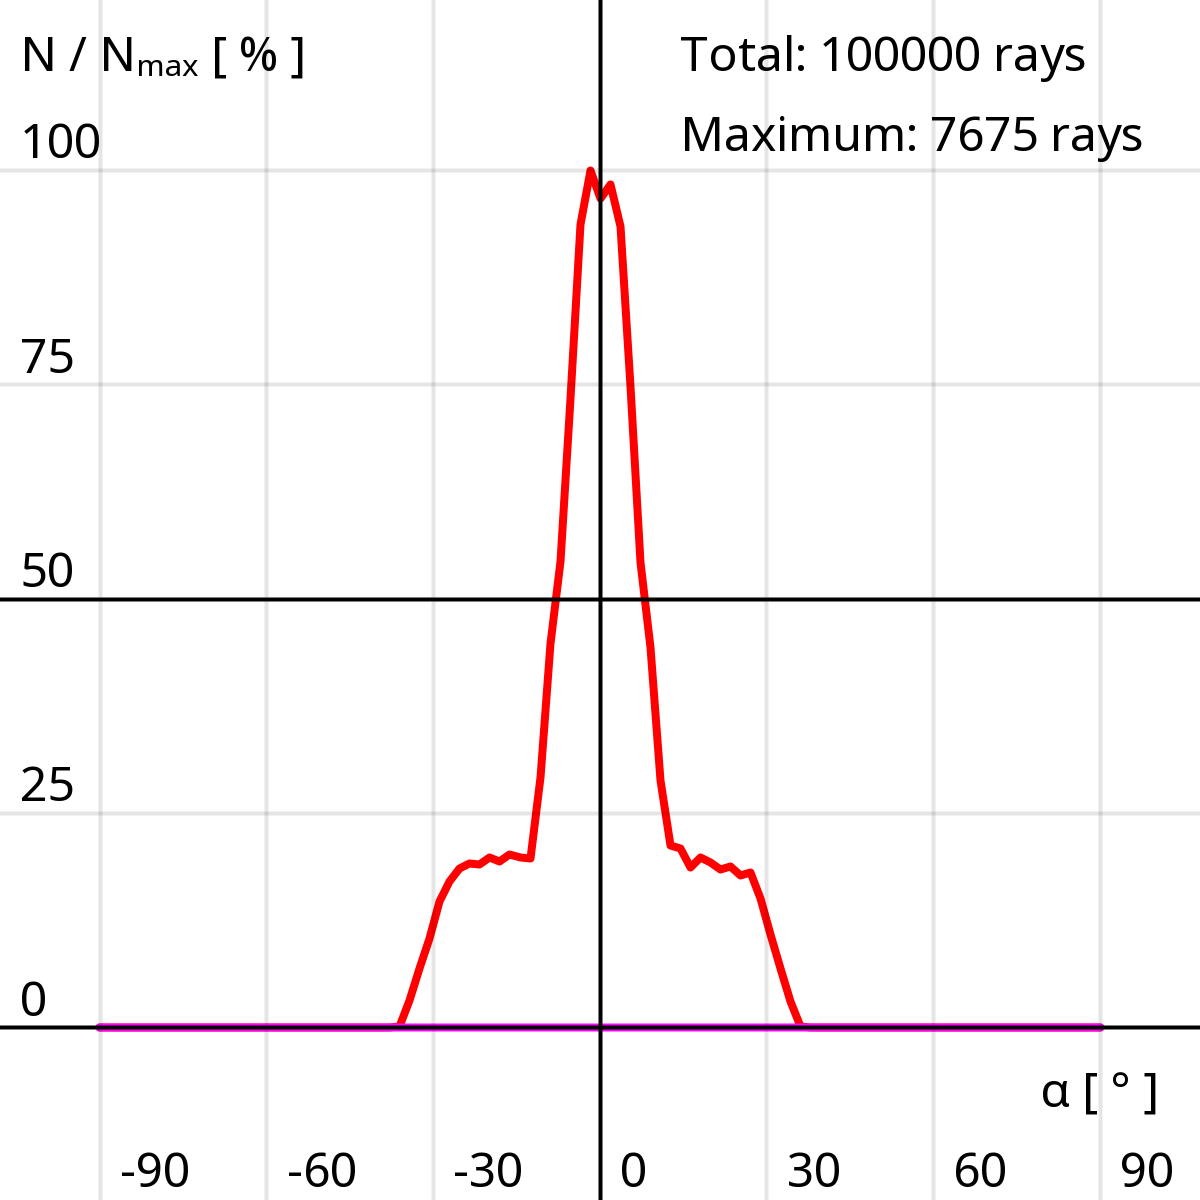 N / Nmax [ % ]
Total: 100000 rays
Maximum: 7675 rays
100
75
50
25
0
α [ ° ]
-90 -60 -30 0 30 60 90